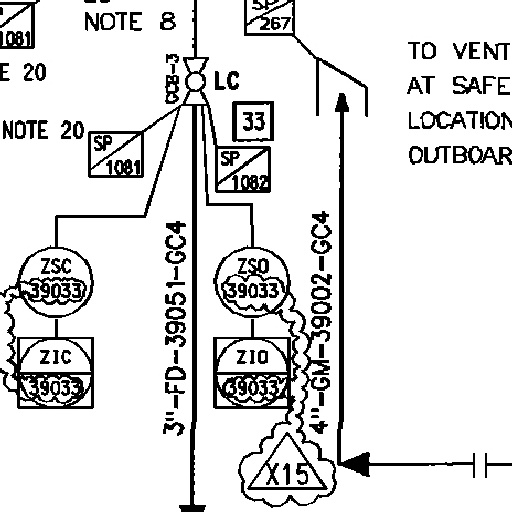 NOTE 8
SP
267
1081
E 20
CCB-3
LC
TO VENT
AT SAFE
LOCATION
OUTBOAR
33
NOTE 20
SP
1081
SP
1082
ZSC
39033
ZSO
39033
ZIC
39033
ZIO
39033
3"-FD-39051-GC4
4"-GM-39002-GC4
X15